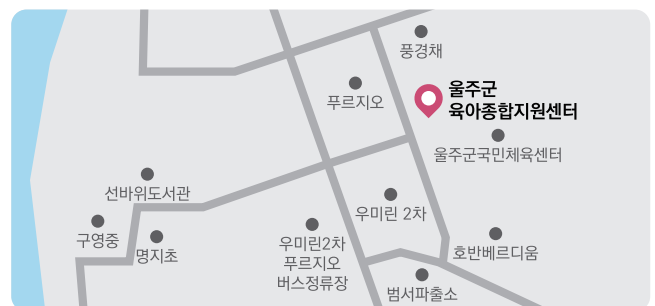 풍경채
푸르지오
울주군
육아종합지원센터
울주군국민체육센터
선바위도서관
우미린 2차
구영중
명지초
우미린2차
푸르지오
버스정류장
호반베르디움
범서파출소